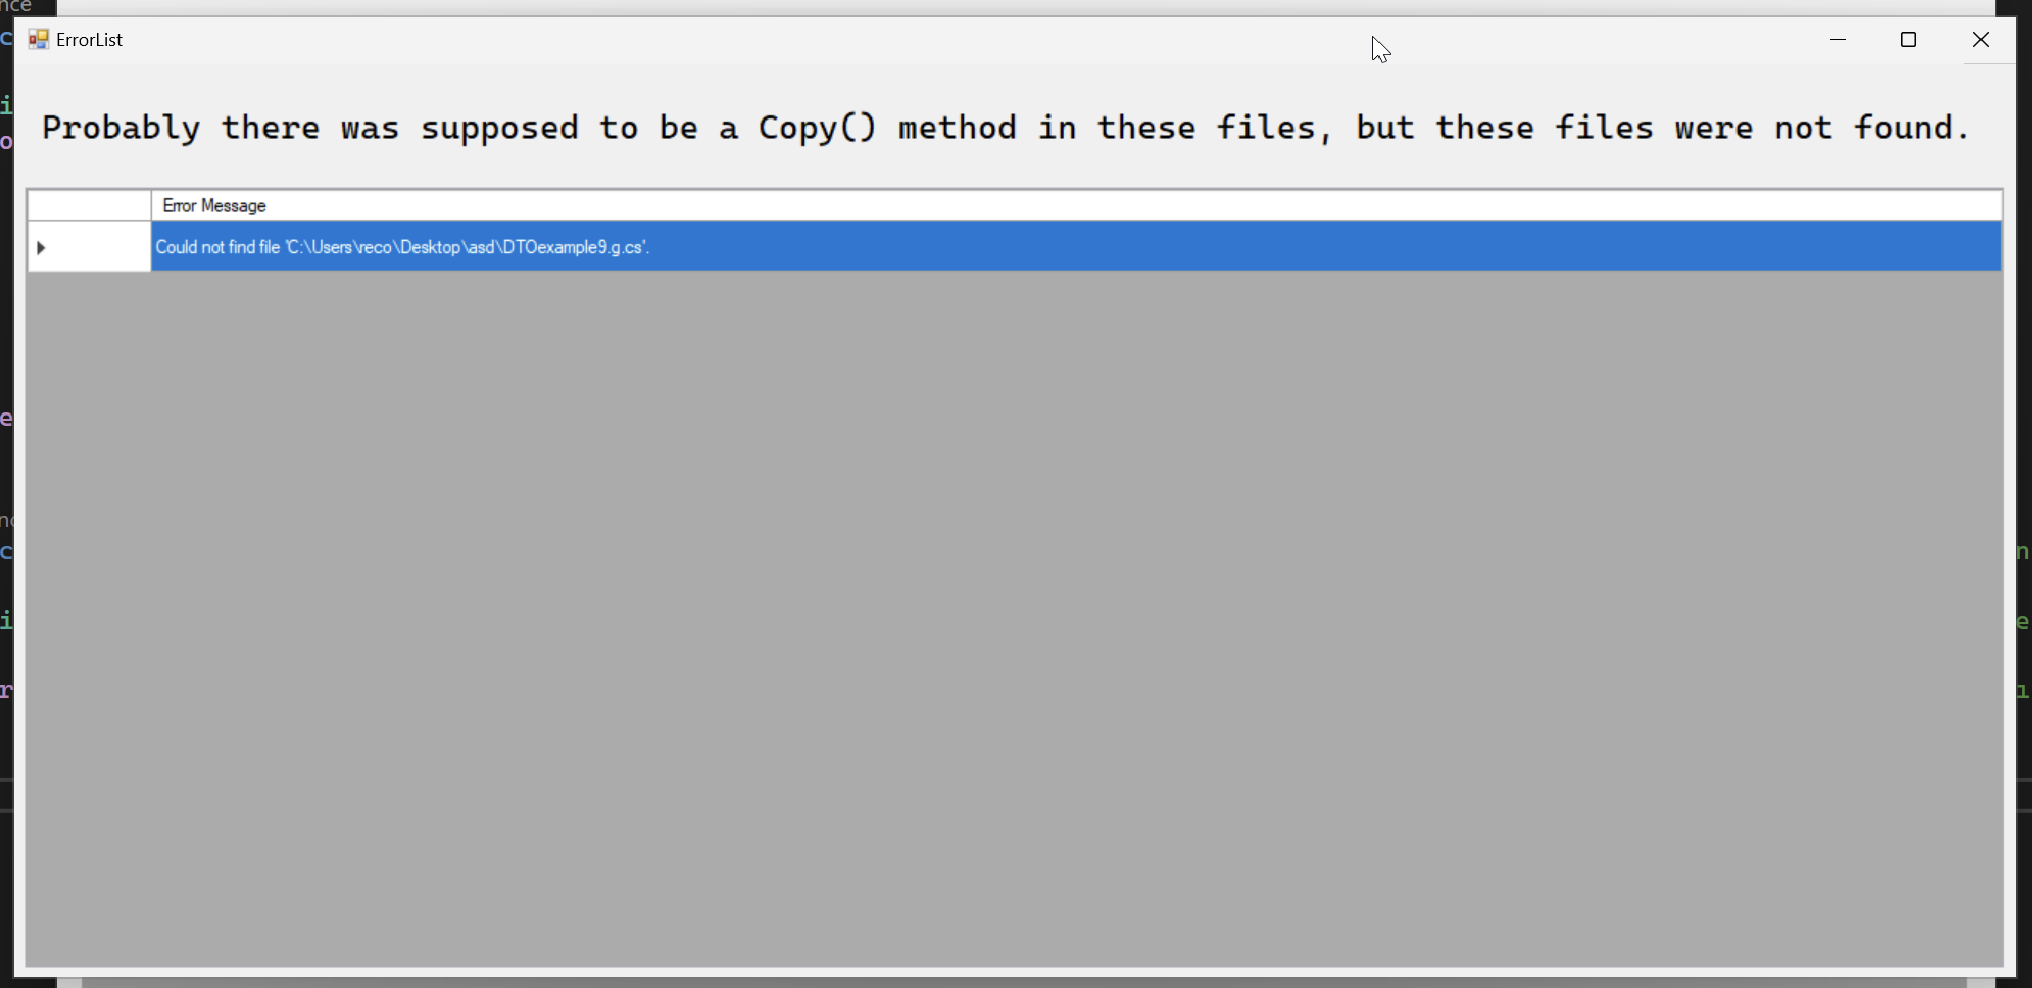 nce
ErrorList
Probably there was supposed to be a Copy() method in these files, but these files were not found.
Error Message
Could not find file 'C:\Users\reco\Desktop\asd\DTOexample9.g.cs'.